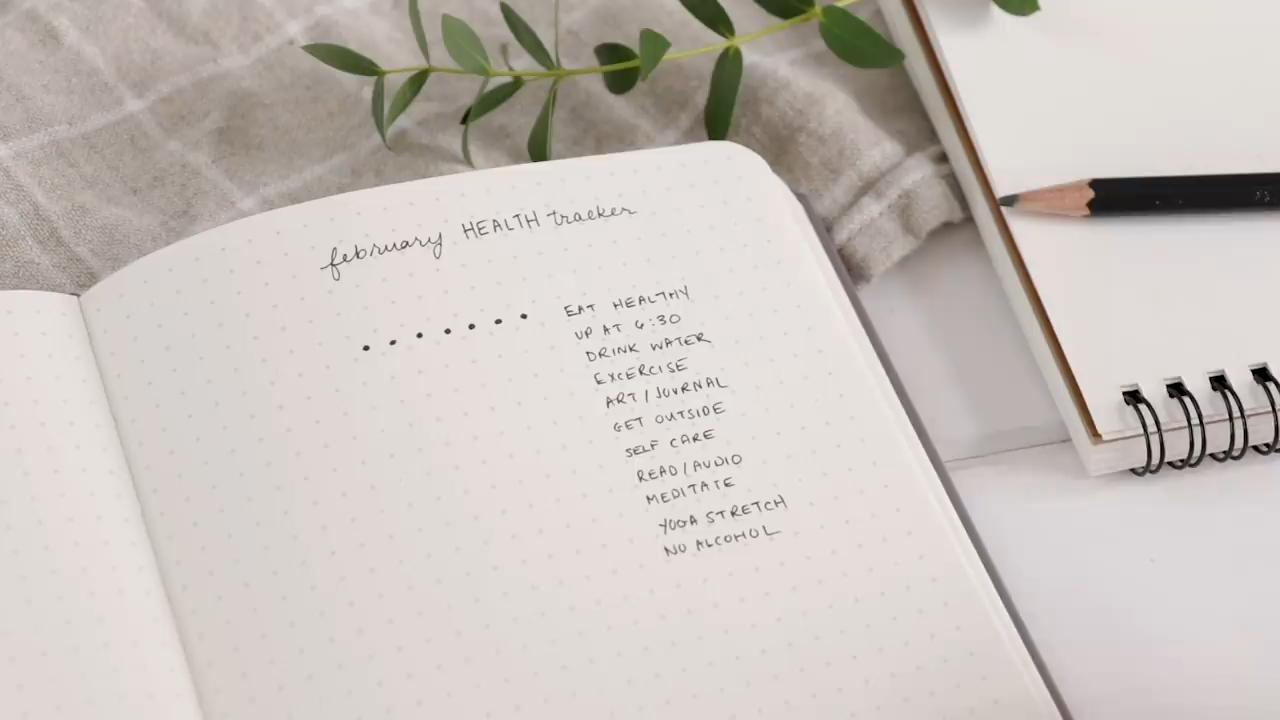 february HEALTH tracker
EAT HEALTHY
UP AT 6:30
DRINK WATER
EXCERCISE
ART/JOURNAL
GET OUTSIDE
SELF CARE
READ/AUDIO
MEDITATE
YOGA STRETCH
NO ALCOHOL